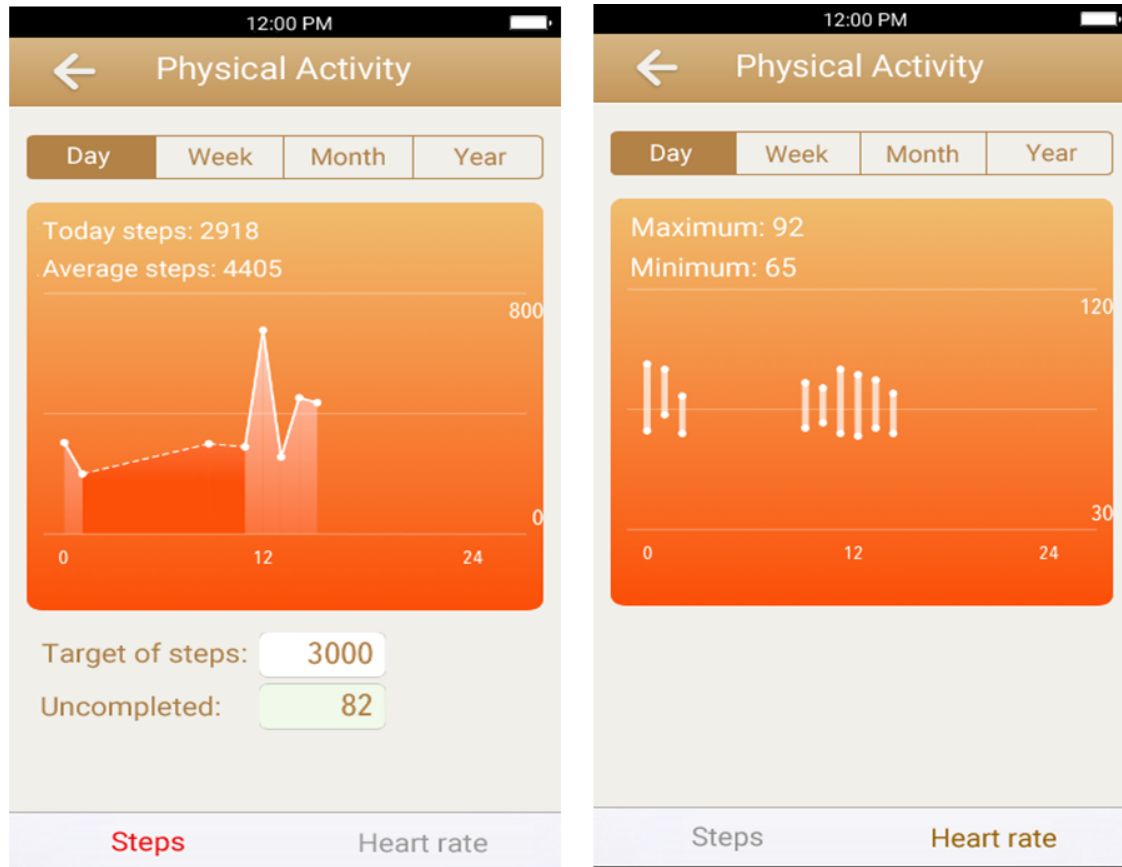 12:00 PM
Physical Activity
Day Week Month Year
Today steps: 2918
Average steps: 4405
800
0
0 12 24
Target of steps: 3000
Uncompleted: 82
Steps Heart rate
12:00 PM
Physical Activity
Day Week Month Year
Maximum: 92
Minimum: 65
120
30
0 12 24
Steps Heart rate